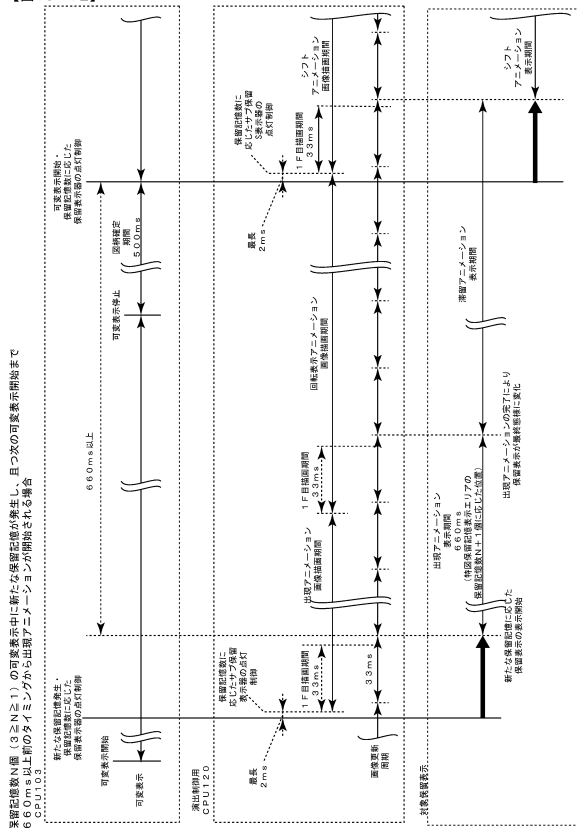 保留記憶数N個(3≧N≧1)の可変表示中に新たな保留記憶が発生し、且つ次の可変表示開始まで
660ms以上前のタイミングから出現アニメーションが開始される場合
CPU103
新たな保留記憶発生・
保留記憶数に応じた
保留表示器の点灯制御
可変表示開始・
保留記憶数に応じた
保留表示器の点灯制御
660ms以上
可変表示開始
可変表示
可変表示停止
図柄確定
期間
500ms
演出制御用
CPU120
保留記憶数に
応じたサブ保留
表示器の点灯
制御
最長
2ms
1F目描画期間
33ms
出現アニメーション
画像描画期間
1F目描画期間
33ms
回転表示アニメーション
画像描画期間
保留記憶数に
応じたサブ保留
S表示器の
点灯制御
最長
2ms
1F目描画期間
33ms
シフト
アニメーション
画像描画期間
画像更新
周期
33ms
対象保留表示
出現アニメーション
表示期間
660ms
(特図保留記憶表示エリアの
保留記憶数N+1個に応じた位置)
滞留アニメーション
表示期間
シフト
アニメーション
表示期間
新たな保留記憶に応じた
保留表示の表示開始
出現アニメーションの完了により
保留表示が最終態様に変化